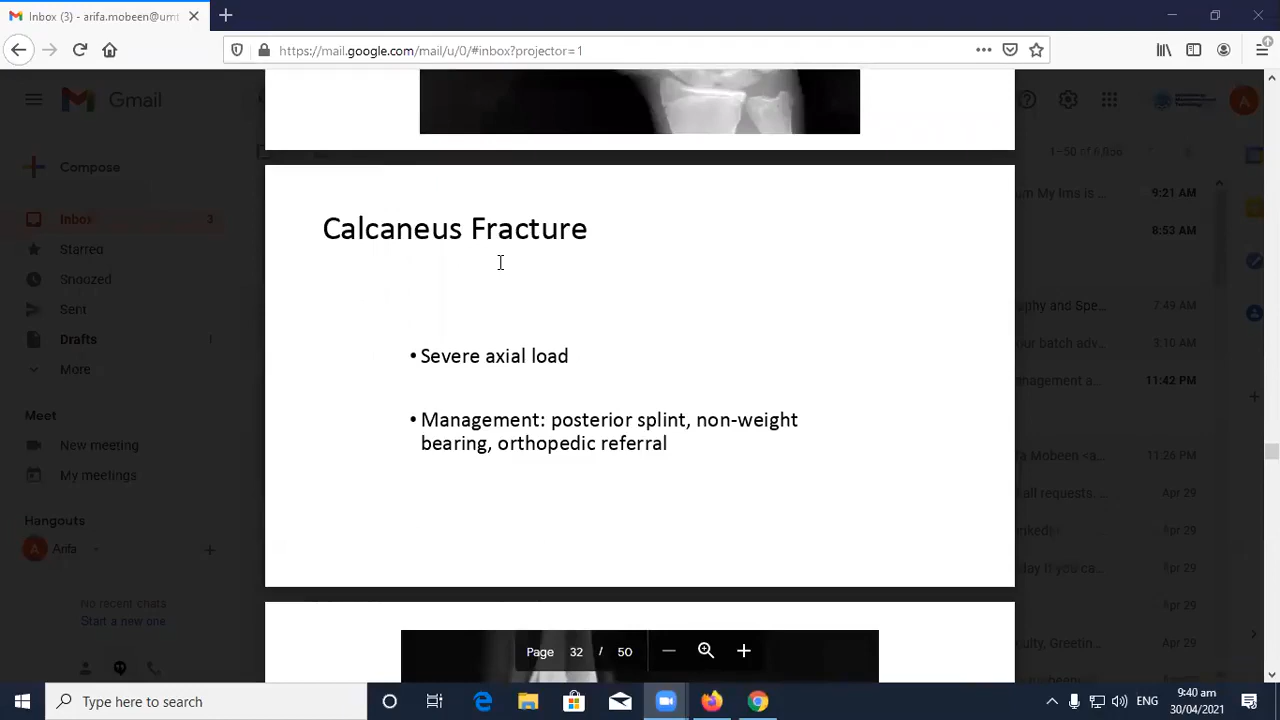 Inbox (3) - arifa.mobeen@umt
https://mail.google.com/mail/u/0/#inbox?projector=1
Gmail
Compose
Inbox 3
Starred
Snoozed
Sent
Drafts 1
More
Meet
New meeting
My meetings
Hangouts
Arifa
No recent chats
Start a new one
Calcaneus Fracture
• Severe axial load
• Management: posterior splint, non-weight
bearing, orthopedic referral
Page 32 / 50
9:21 AM
8:53 AM
7:49 AM
3:10 AM
11:42 PM
11:26 PM
all requests. Apr 29
Apr 29
Apr 29
Apr 29
Apr 29
Type here to search
ENG
9:40 am
30/04/2021